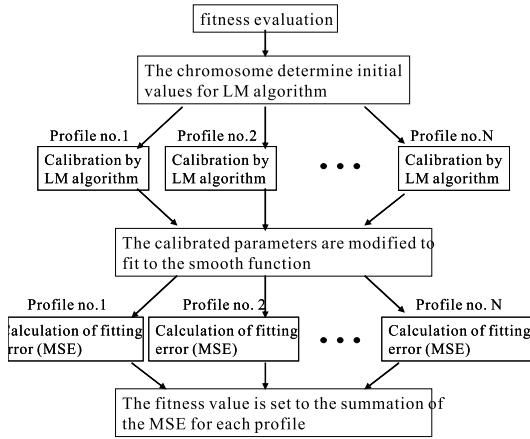 fitness evaluation
The chromosome determine initial
values for LM algorithm
Profile no.1
Profile no.2
Profile no.N
Calibration by
LM algorithm
Calibration by
LM algorithm
Calibration by
LM algorithm
The calibrated parameters are modified to
fit to the smooth function
Profile no.1
Profile no. 2
Profile no. N
Calculation of fitting
error (MSE)
Calculation of fitting
error (MSE)
Calculation of fitting
error (MSE)
The fitness value is set to the summation of
the MSE for each profile